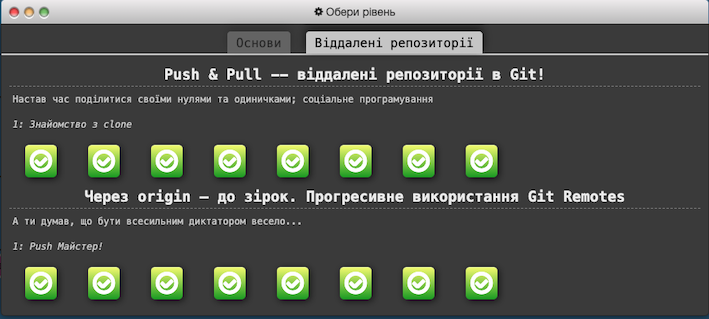 Обери рівень
Основи Віддалені репозиторії
Push & Pull -- віддалені репозиторії в Git!
Настав час поділитися своїми нулями та одиничками; соціальне програмування
1: Знайомство з clone
Через origin – до зірок. Прогресивне використання Git Remotes
А ти думав, що бути всесильним диктатором весело...
1: Push Майстер!